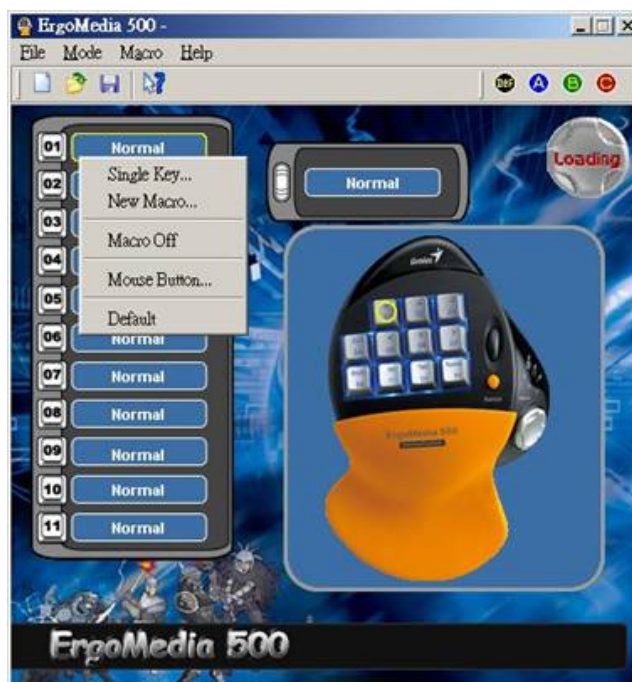 ErgoMedia 500 -
File Mode Macro Help
DEF A B C
01 Normal
Loading
Single Key...
New Macro...
Macro Off
Mouse Button...
Default
02
03
04
05
06 Normal
07 Normal
08 Normal
09 Normal
10 Normal
11 Normal
Normal
Genius
ErgoMedia 500
ErgoMedia 500